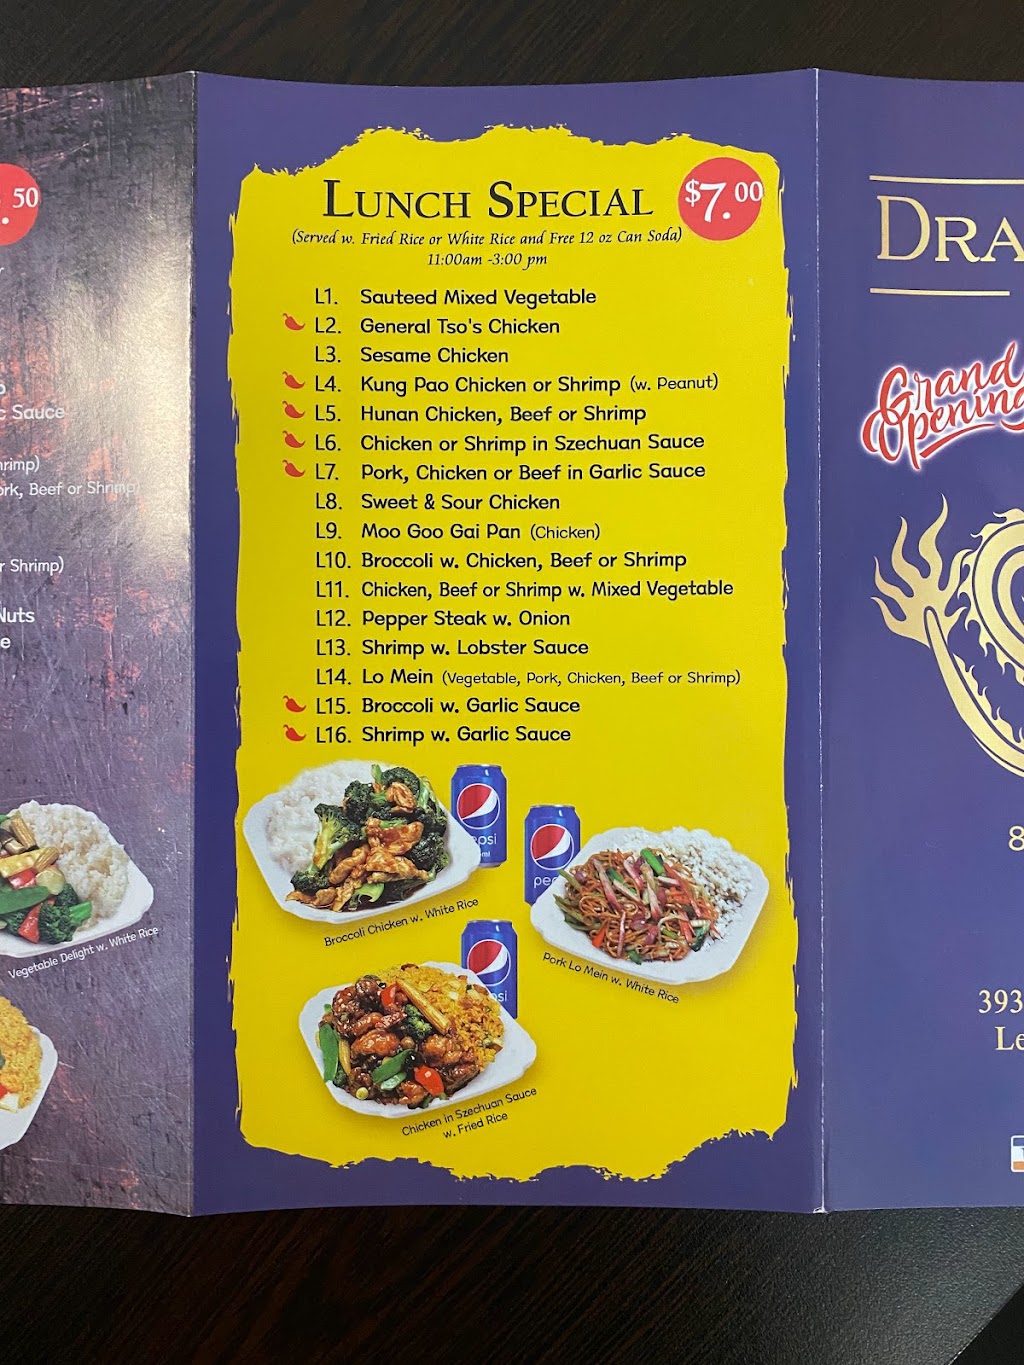 50
Sauce
Beef or Shrimp
or Shrimp)
Nuts
Vegetable Delight w. White Rice
LUNCH SPECIAL
$7.00
(Served w. Fried Rice or White Rice and Free 12 oz Can Soda)
11:00am -3:00 pm
L1. Sauteed Mixed Vegetable
L2. General Tso's Chicken
L3. Sesame Chicken
L4. Kung Pao Chicken or Shrimp (w. Peanut)
L5. Hunan Chicken, Beef or Shrimp
L6. Chicken or Shrimp in Szechuan Sauce
L7. Pork, Chicken or Beef in Garlic Sauce
L8. Sweet & Sour Chicken
L9. Moo Goo Gai Pan (Chicken)
L10. Broccoli w. Chicken, Beef or Shrimp
L11. Chicken, Beef or Shrimp w. Mixed Vegetable
L12. Pepper Steak w. Onion
L13. Shrimp w. Lobster Sauce
L14. Lo Mein (Vegetable, Pork, Chicken, Beef or Shrimp)
L15. Broccoli w. Garlic Sauce
L16. Shrimp w. Garlic Sauce
Broccoli Chicken w. White Rice
Pork Lo Mein w. White Rice
Chicken in Szechuan Sauce
w. Fried Rice
DRA
Grand
Opening
8
393
Le